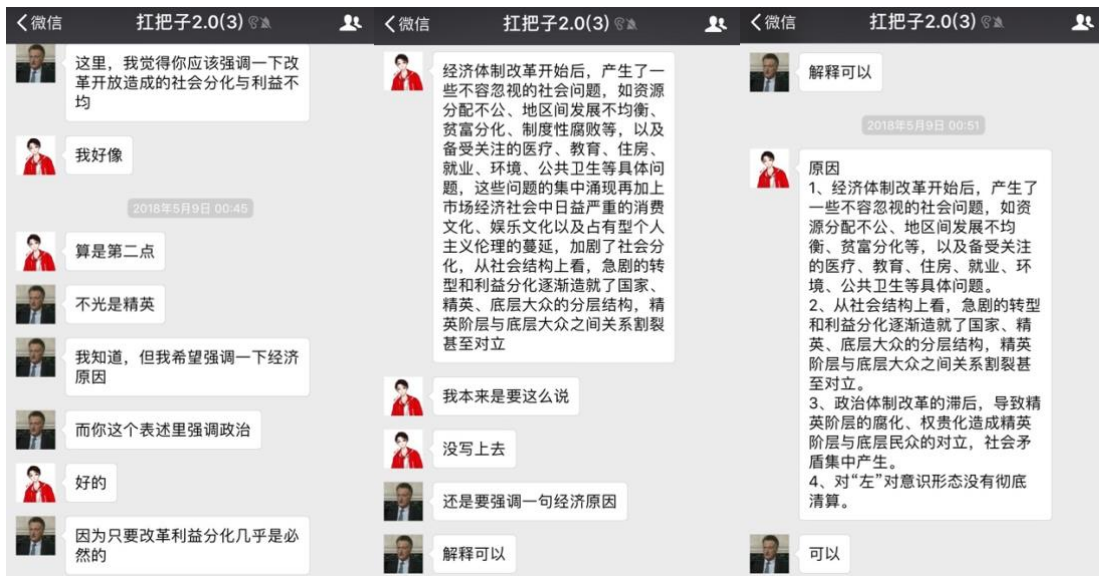 微信
扛把子2.0(3)
这里，我觉得你应该强调一下改
革开放造成的社会分化与利益不
均
我好像
2018年5月9日 00:45
算是第二点
不光是精英
我知道，但我希望强调一下经济
原因
而你这个表述里强调政治
好的
因为只要改革利益分化几乎是必
然的
微信
扛把子2.0(3)
经济体制改革开始后，产生了一
些不容忽视的社会问题，如资源
分配不公、地区间发展不均衡、
贫富分化、制度性腐败等，以及
备受关注的医疗、教育、住房、
就业、环境、公共卫生等具体问
题，这些问题的集中涌现再加上
市场经济社会中日益严重的消费
文化、娱乐文化以及占有型个人
主义伦理的蔓延，加剧了社会分
化，从社会结构上看，急剧的转
型和利益分化逐渐造就了国家、
精英、底层大众的分层结构，精
英阶层与底层大众之间关系割裂
甚至对立
我本来是要这么说
没写上去
还是要强调一句经济原因
解释可以
微信
扛把子2.0(3)
解释可以
2018年5月9日 00:51
原因
1、经济体制改革开始后，产生了
一些不容忽视的社会问题，如资
源分配不公、地区间发展不均
衡、贫富分化等，以及备受关注
的医疗、教育、住房、就业、环
境、公共卫生等具体问题。
2、从社会结构上看，急剧的转型
和利益分化逐渐造就了国家、精
英、底层大众的分层结构，精英
阶层与底层大众之间关系割裂甚
至对立。
3、政治体制改革的滞后，导致精
英阶层的腐化、权贵化造成精英
阶层与底层民众的对立，社会矛
盾集中产生。
4、对“左”对意识形态没有彻底
清算。
可以